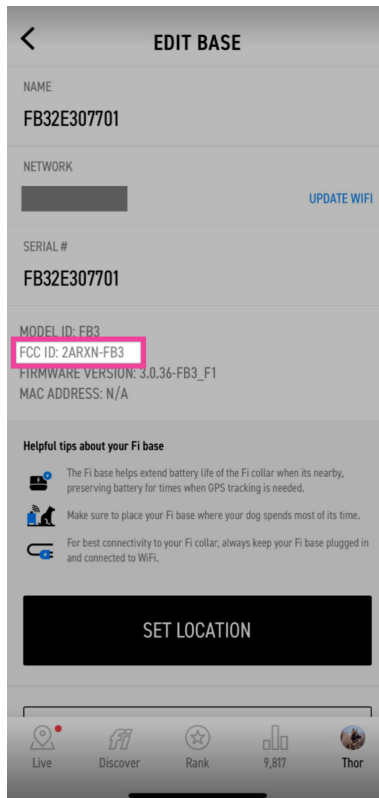 EDIT BASE
NAME
FB32E307701
NETWORK
UPDATE WIFI
SERIAL #
FB32E307701
MODEL ID: FB3
FCC ID: 2ARXN-FB3
FIRMWARE VERSION: 3.0.36-FB3_F1
MAC ADDRESS: N/A
Helpful tips about your Fi base
The Fi base helps extend battery life of the Fi collar when its nearby,
preserving battery for times when GPS tracking is needed.
Make sure to place your Fi base where your dog spends most of its time.
For best connectivity to your Fi collar, always keep your Fi base plugged in
and connected to WiFi.
SET LOCATION
fi
Live
Discover
Rank
9,817
Thor